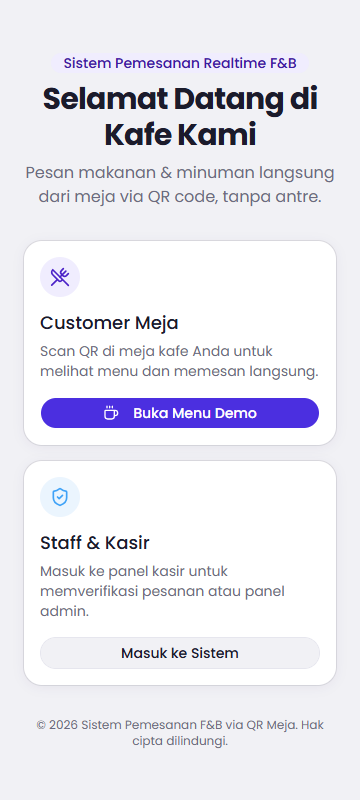 Sistem Pemesanan Realtime F&B
Selamat Datang di
Kafe Kami
Pesan makanan & minuman langsung
dari meja via QR code, tanpa antre.
Customer Meja
Scan QR di meja kafe Anda untuk
melihat menu dan memesan langsung.
Buka Menu Demo
Staff & Kasir
Masuk ke panel kasir untuk
memverifikasi pesanan atau panel
admin.
Masuk ke Sistem
© 2026 Sistem Pemesanan F&B via QR Meja. Hak
cipta dilindungi.